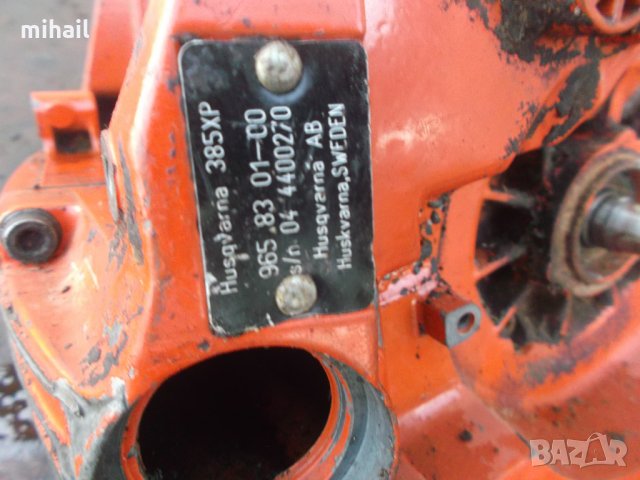 mihail
Husqvarna 385XP
965 83 01-00
s/n 04 4400270
Husqvarna AB
Huskvarna, SWEDEN
BAZAR